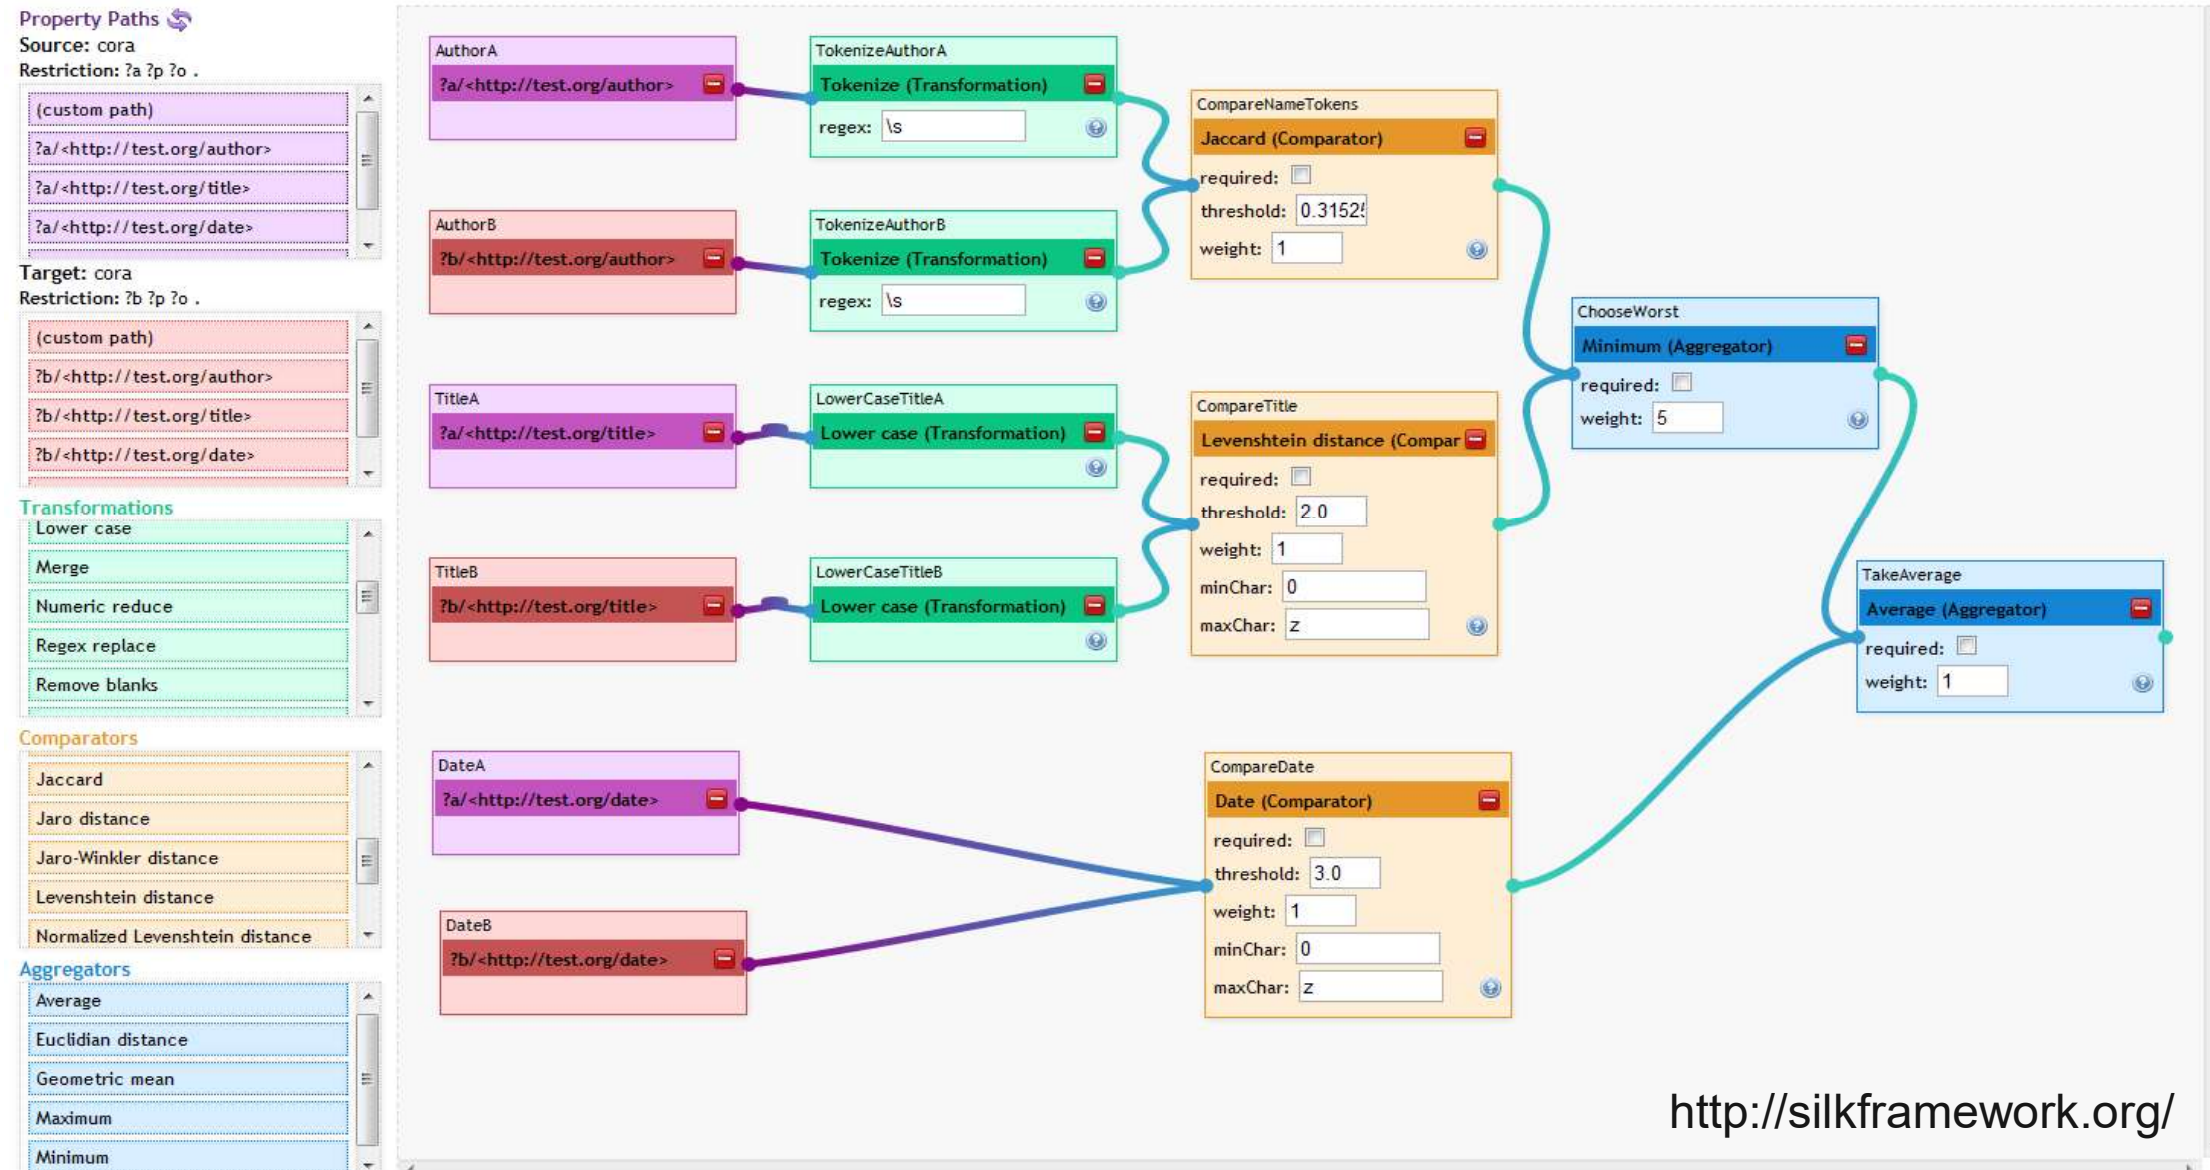 Property Paths
Source: cora
Restriction: ?a ?p ?o .
(custom path)
?a/<http://test.org/author>
?a/<http://test.org/title>
?a/<http://test.org/date>
Target: cora
Restriction: ?b ?p ?o .
(custom path)
?b/<http://test.org/author>
?b/<http://test.org/title>
?b/<http://test.org/date>
Transformations
Lower case
Merge
Numeric reduce
Regex replace
Remove blanks
Comparators
Jaccard
Jaro distance
Jaro-Winkler distance
Levenshtein distance
Normalized Levenshtein distance
Aggregators
Average
Euclidian distance
Geometric mean
Maximum
Minimum
AuthorA
?a/<http://test.org/author>
TokenizeAuthorA
Tokenize (Transformation)
regex: \s
AuthorB
?b/<http://test.org/author>
TokenizeAuthorB
Tokenize (Transformation)
regex: \s
CompareNameTokens
Jaccard (Comparator)
required:
threshold: 0.3152
weight: 1
TitleA
?a/<http://test.org/title>
LowerCaseTitleA
Lower case (Transformation)
TitleB
?b/<http://test.org/title>
LowerCaseTitleB
Lower case (Transformation)
CompareTitle
Levenshtein distance (Compar
required:
threshold: 2.0
weight: 1
minChar: 0
maxChar: z
ChooseWorst
Minimum (Aggregator)
required:
weight: 5
DateA
?a/<http://test.org/date>
DateB
?b/<http://test.org/date>
CompareDate
Date (Comparator)
required:
threshold: 3.0
weight: 1
minChar: 0
maxChar: z
TakeAverage
Average (Aggregator)
required:
weight: 1
http://silkframework.org/